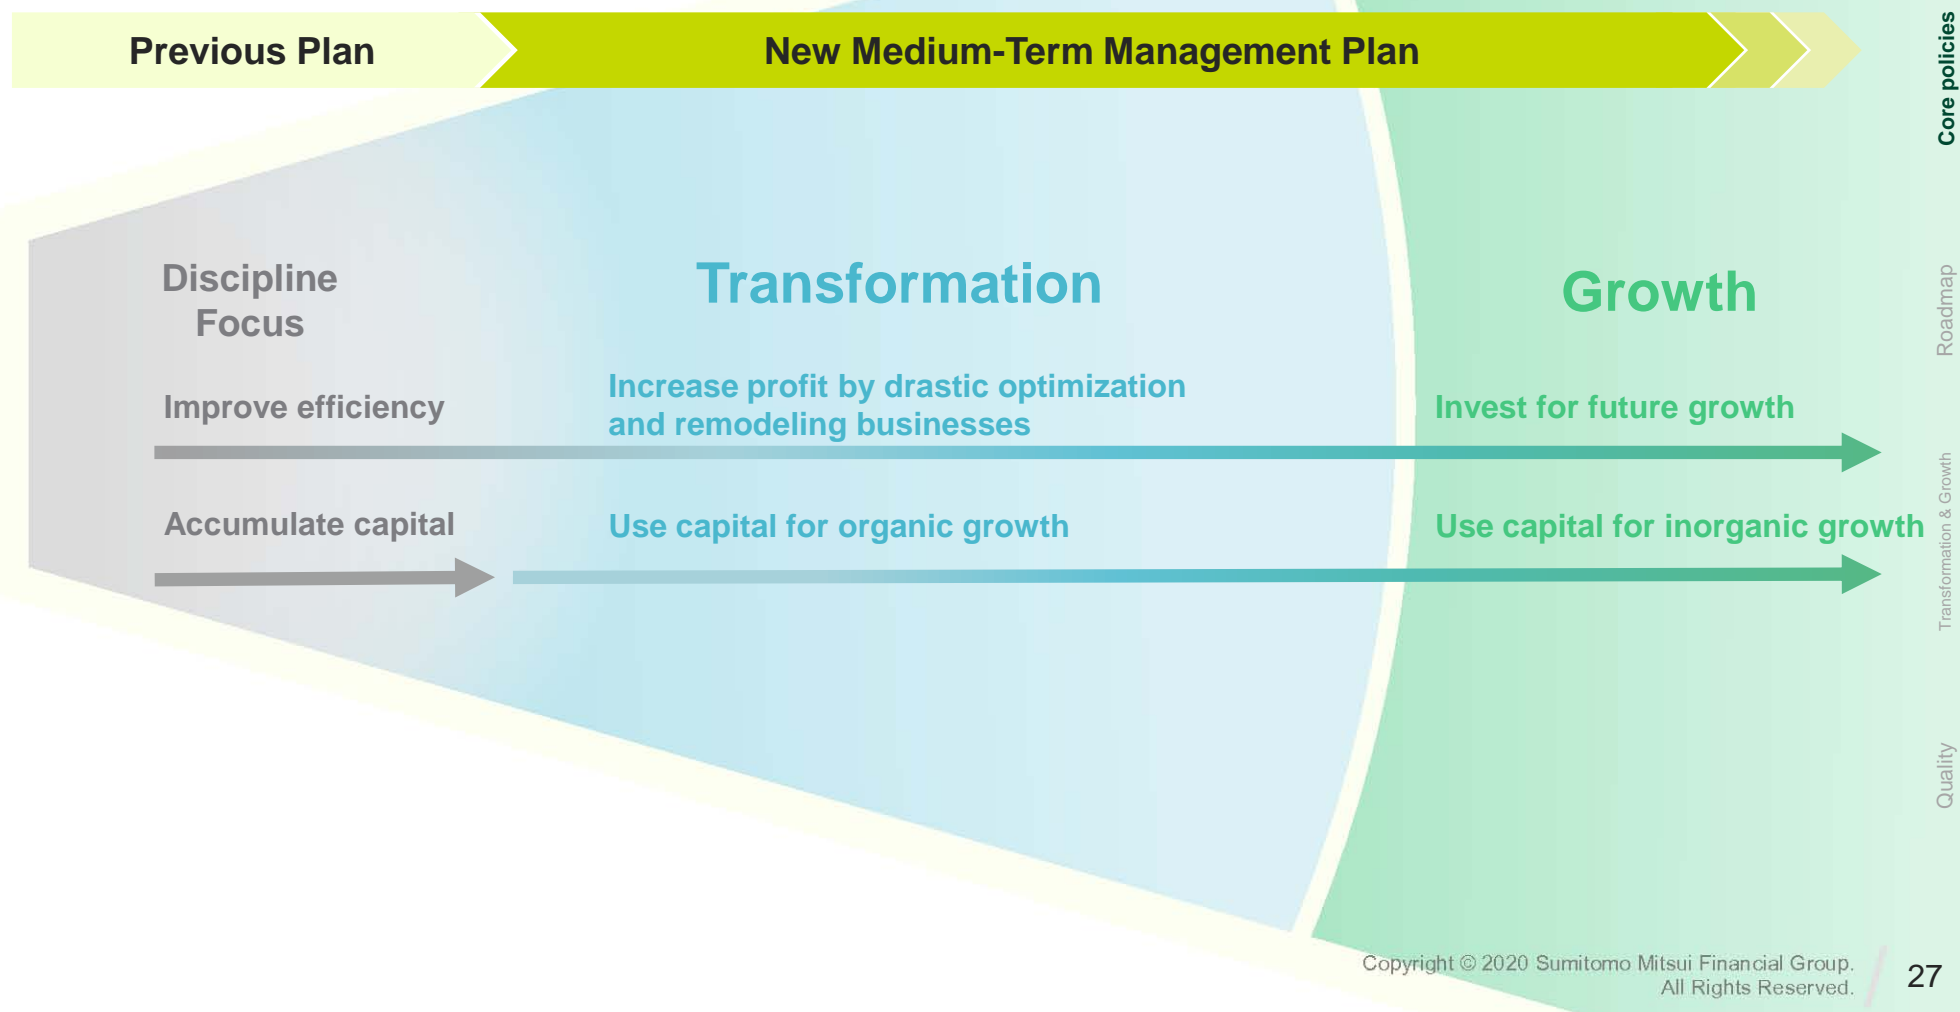 Previous Plan
New Medium-Term Management Plan
Discipline
Focus
Transformation
Growth
Improve efficiency
Increase profit by drastic optimization
and remodeling businesses
Invest for future growth
Accumulate capital
Use capital for organic growth
Use capital for inorganic growth
Core policies
Roadmap
Transformation & Growth
Quality
Copyright © 2020 Sumitomo Mitsui Financial Group.
All Rights Reserved.
27